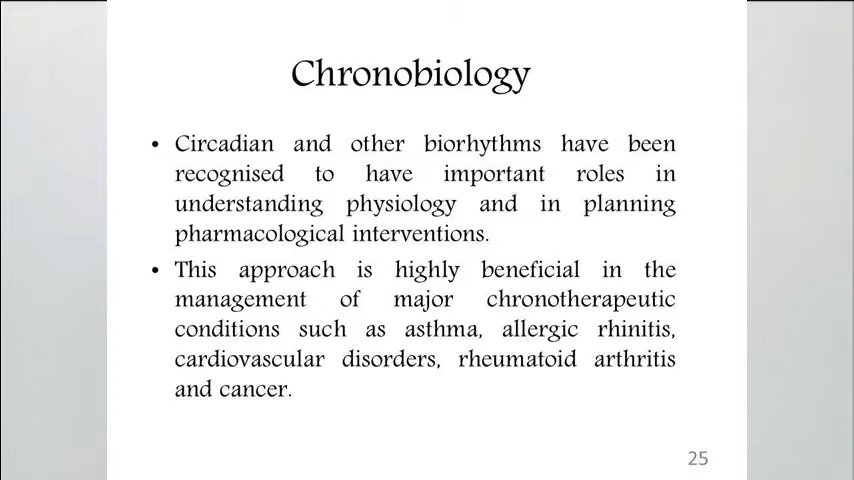 Chronobiology
• Circadian and other biorhythms have been
recognised to have important roles in
understanding physiology and in planning
pharmacological interventions.
• This approach is highly beneficial in the
management of major chronotherapeutic
conditions such as asthma, allergic rhinitis,
cardiovascular disorders, rheumatoid arthritis
and cancer.
25